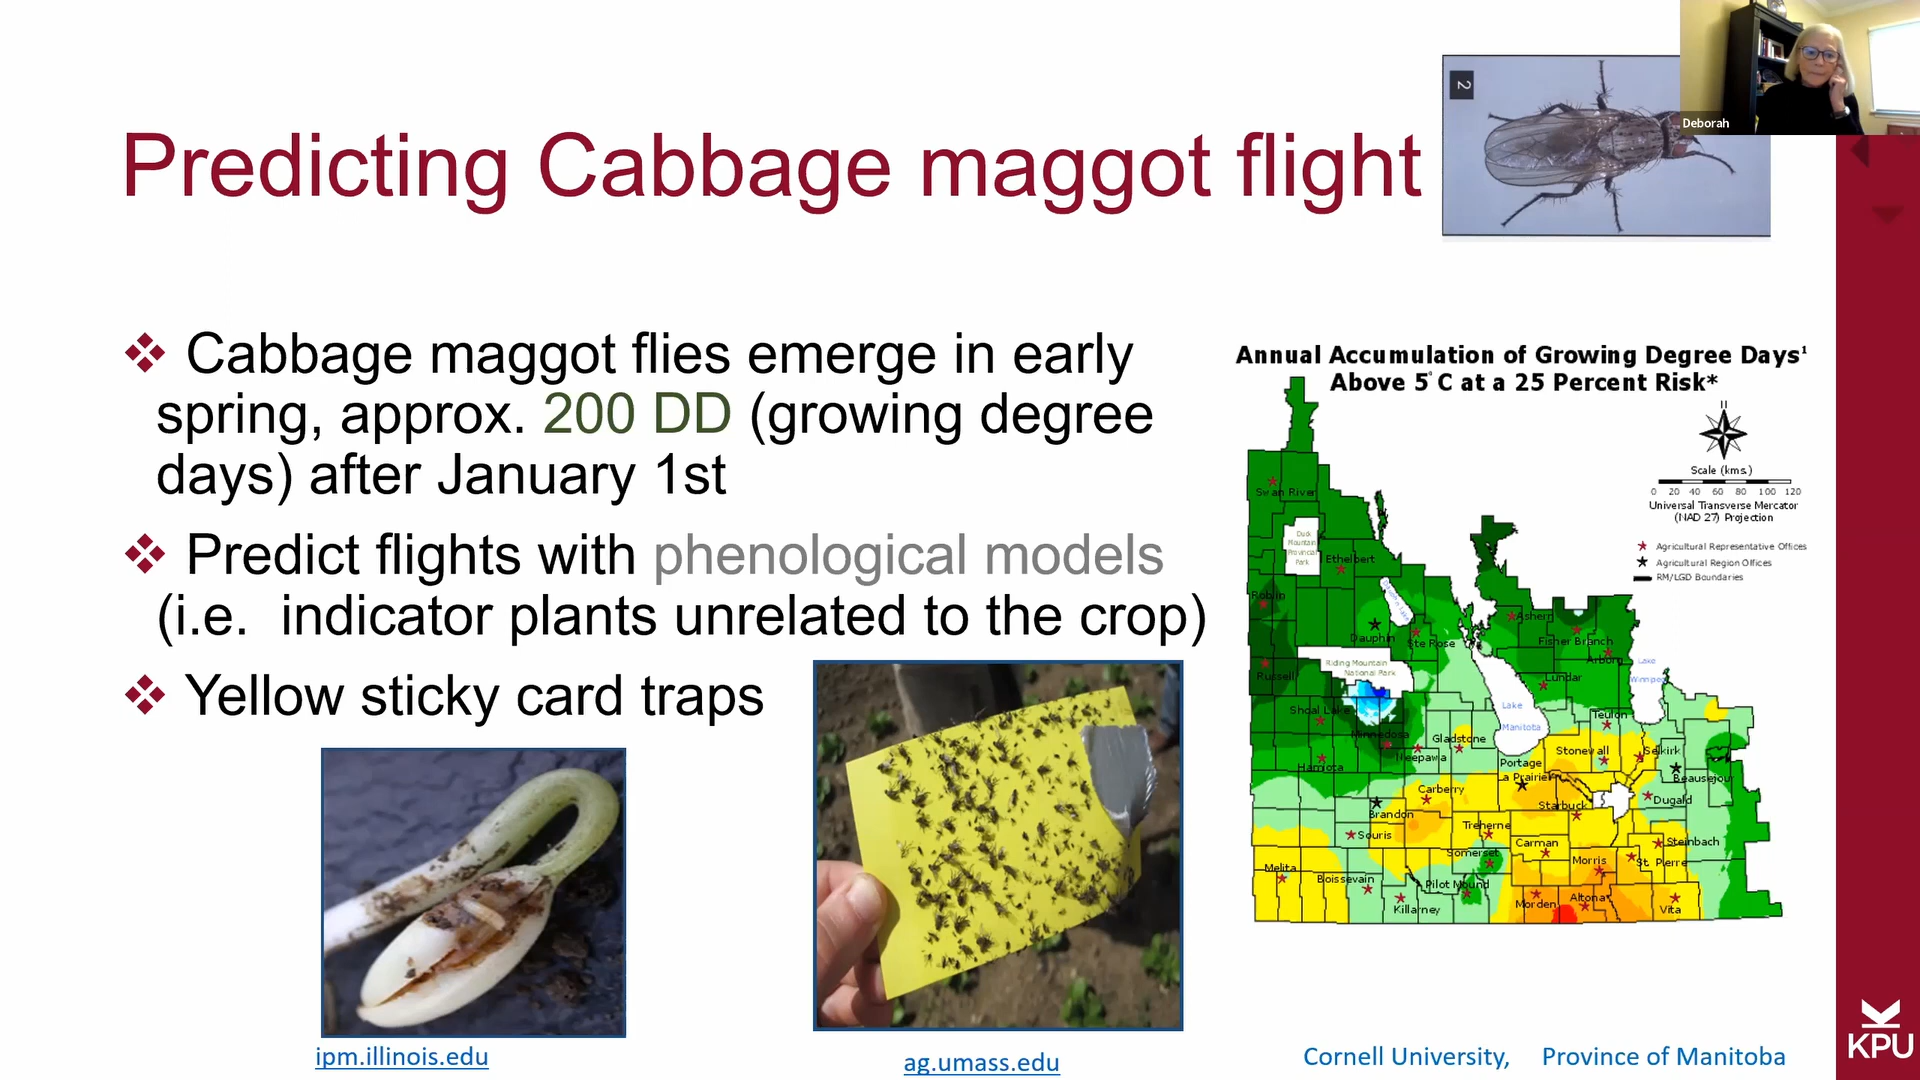 Deborah
2
Predicting Cabbage maggot flight
❖ Cabbage maggot flies emerge in early
spring, approx. 200 DD (growing degree
days) after January 1st
❖ Predict flights with phenological models
(i.e. indicator plants unrelated to the crop)
❖ Yellow sticky card traps
ipm.illinois.edu
ag.umass.edu
Annual Accumulation of Growing Degree Days¹
Above 5°C at a 25 Percent Risk*
Scale (kms.)
0 20 40 60 80 100 120
Universal Transverse Mercator
(NAD 27) Projection
Agricultural Representative Offices
Agricultural Region Offices
RM/LGD Boundaries
Swan River
Duck
Mountain
Provincial
Park
Ethelbert
Roblin
Dauphin
Ste Rose
Ashern
Fisher Branch
Arborg
Riding Mountain
National Park
Russell
Lundar
Lake
Winnipeg
Shoal Lake
Lake
Manitoba
Teulon
Minnedosa
Gladstone
Neepawa
Stonewall
Selkirk
Hamiota
Portage
La Prairie
Beausejour
Carberry
Starbuck
Dugald
Brandon
Souris
Treherne
Carman
Steinbach
Somerset
Morris
St. Pierre
Melita
Boissevain
Pilot Mound
Killarney
Morden
Altona
Vita
Cornell University, Province of Manitoba
KPU